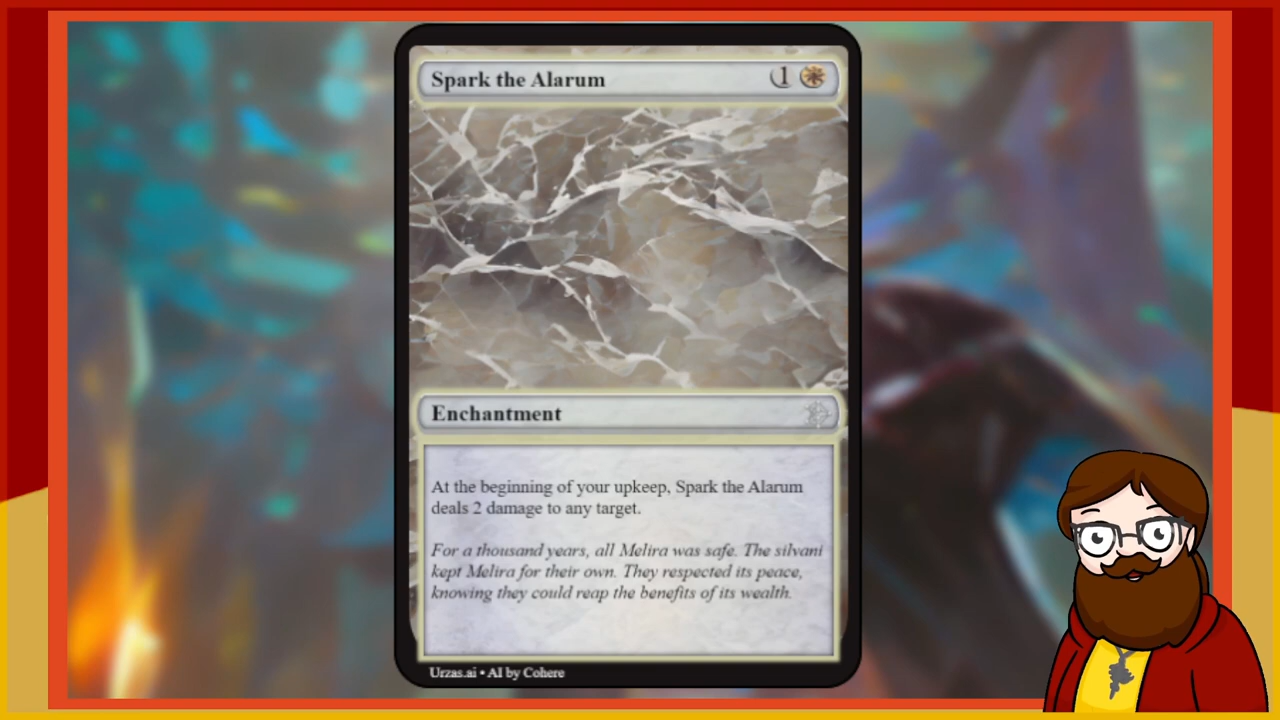 Spark the Alarum 1
Enchantment
At the beginning of your upkeep, Spark the Alarum
deals 2 damage to any target.
For a thousand years, all Melira was safe. The silvani
kept Melira for their own. They respected its peace,
knowing they could reap the benefits of its wealth.
Urzas.ai • AI by Cohere